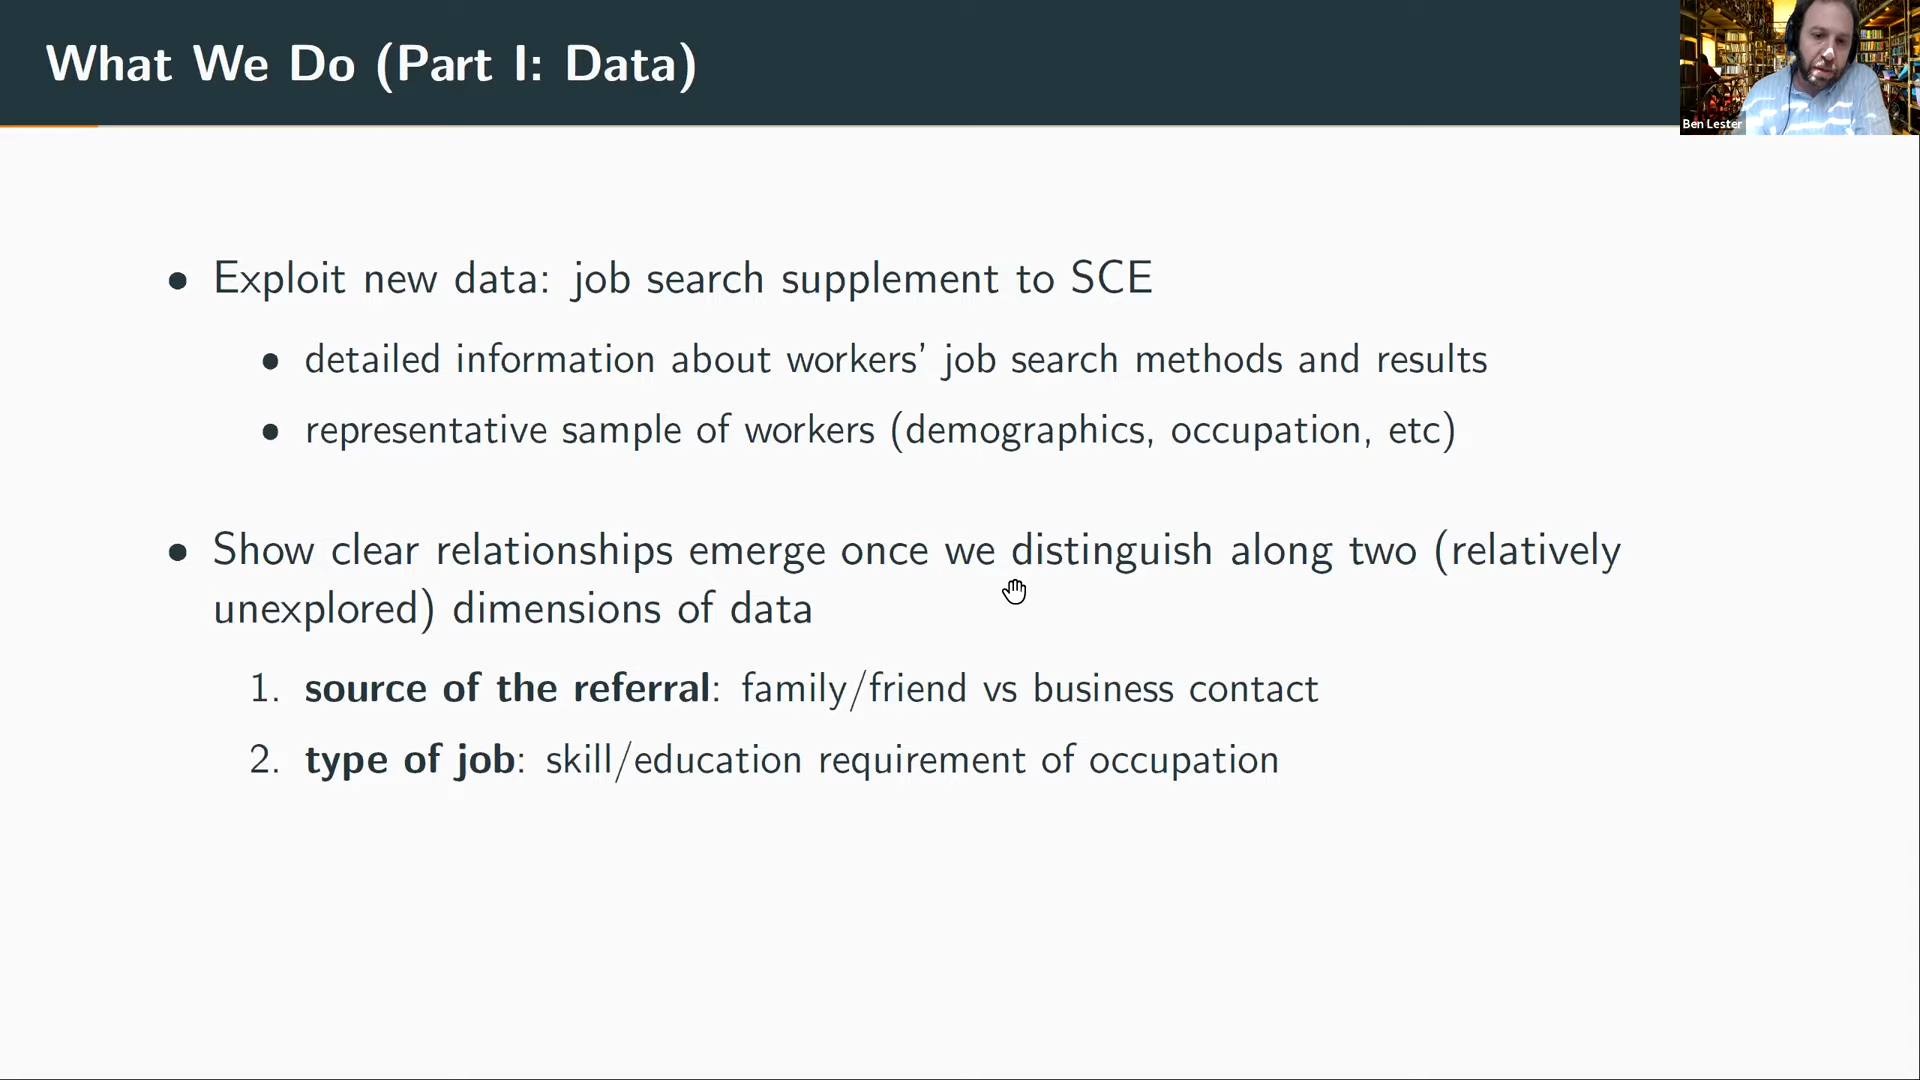 What We Do (Part I: Data)
Ben Lester
• Exploit new data: job search supplement to SCE
• detailed information about workers' job search methods and results
• representative sample of workers (demographics, occupation, etc)
• Show clear relationships emerge once we distinguish along two (relatively
unexplored) dimensions of data
1. source of the referral: family/friend vs business contact
2. type of job: skill/education requirement of occupation